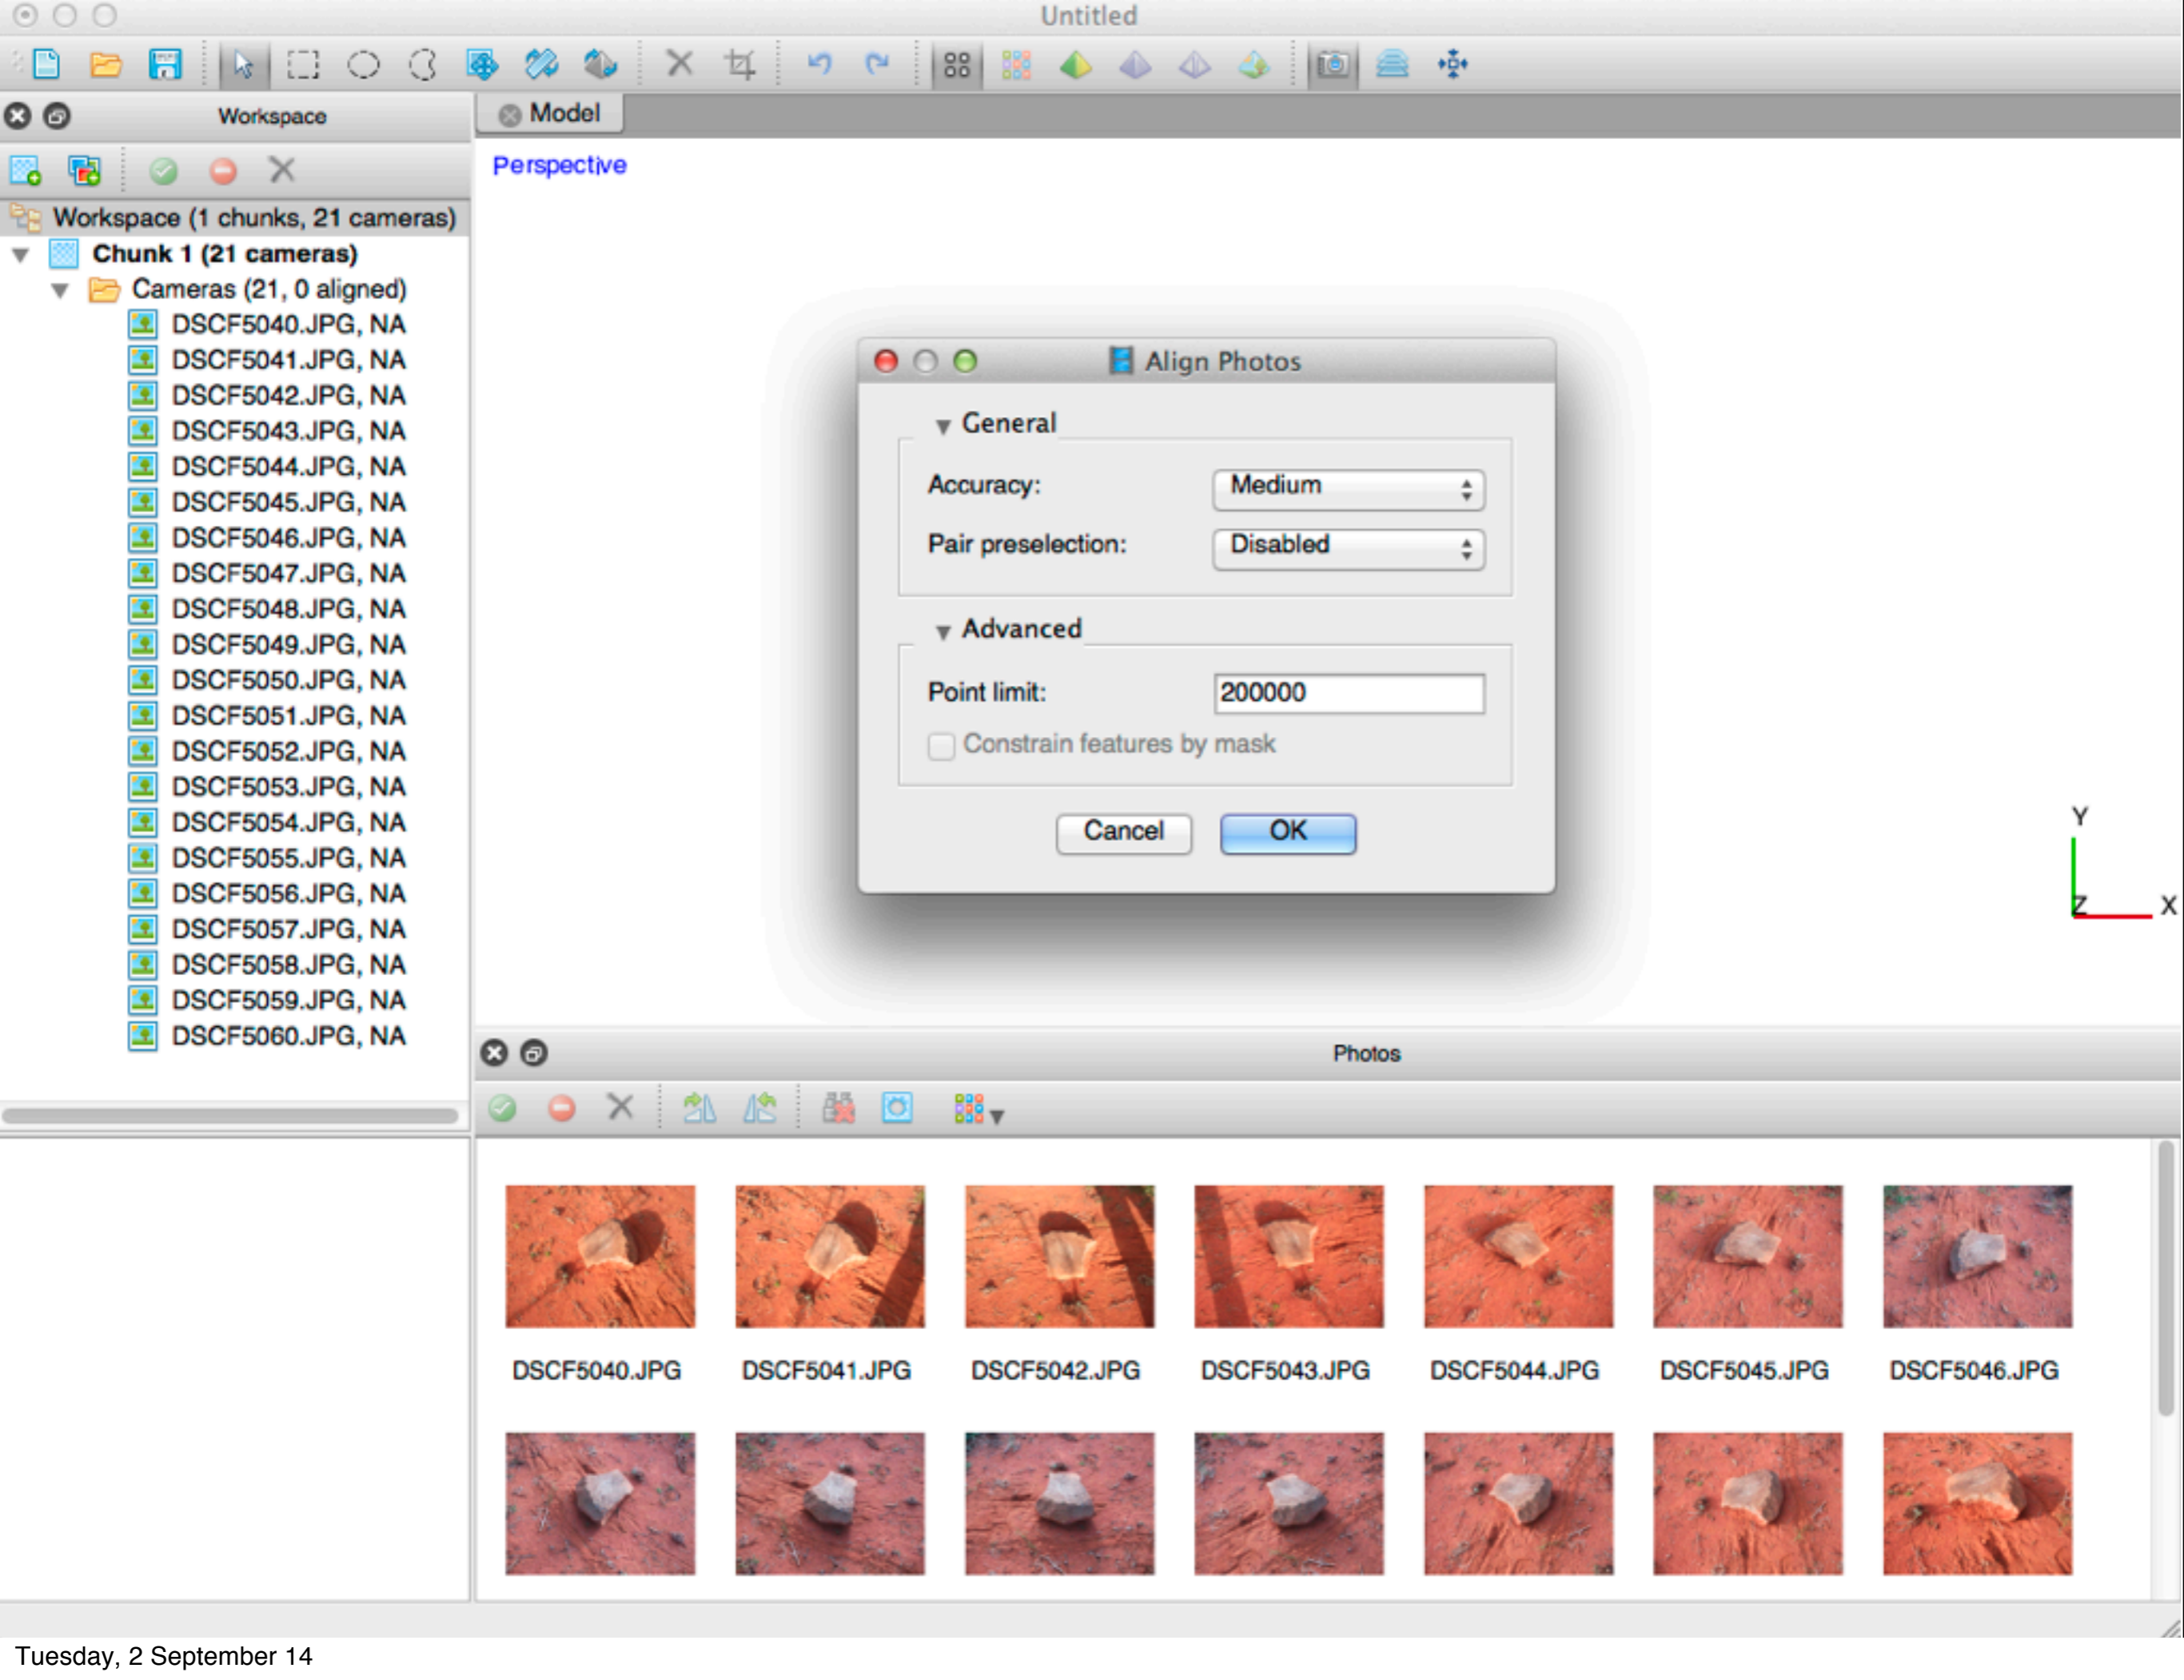 Untitled
Workspace
Model
Perspective
Workspace (1 chunks, 21 cameras)
Chunk 1 (21 cameras)
Cameras (21, 0 aligned)
DSCF5040.JPG, NA
DSCF5041.JPG, NA
DSCF5042.JPG, NA
DSCF5043.JPG, NA
DSCF5044.JPG, NA
DSCF5045.JPG, NA
DSCF5046.JPG, NA
DSCF5047.JPG, NA
DSCF5048.JPG, NA
DSCF5049.JPG, NA
DSCF5050.JPG, NA
DSCF5051.JPG, NA
DSCF5052.JPG, NA
DSCF5053.JPG, NA
DSCF5054.JPG, NA
DSCF5055.JPG, NA
DSCF5056.JPG, NA
DSCF5057.JPG, NA
DSCF5058.JPG, NA
DSCF5059.JPG, NA
DSCF5060.JPG, NA
Align Photos
General
Accuracy: Medium
Pair preselection: Disabled
Advanced
Point limit: 200000
Constrain features by mask
Cancel OK
Y
Z X
Photos
DSCF5040.JPG DSCF5041.JPG DSCF5042.JPG DSCF5043.JPG DSCF5044.JPG DSCF5045.JPG DSCF5046.JPG
Tuesday, 2 September 14